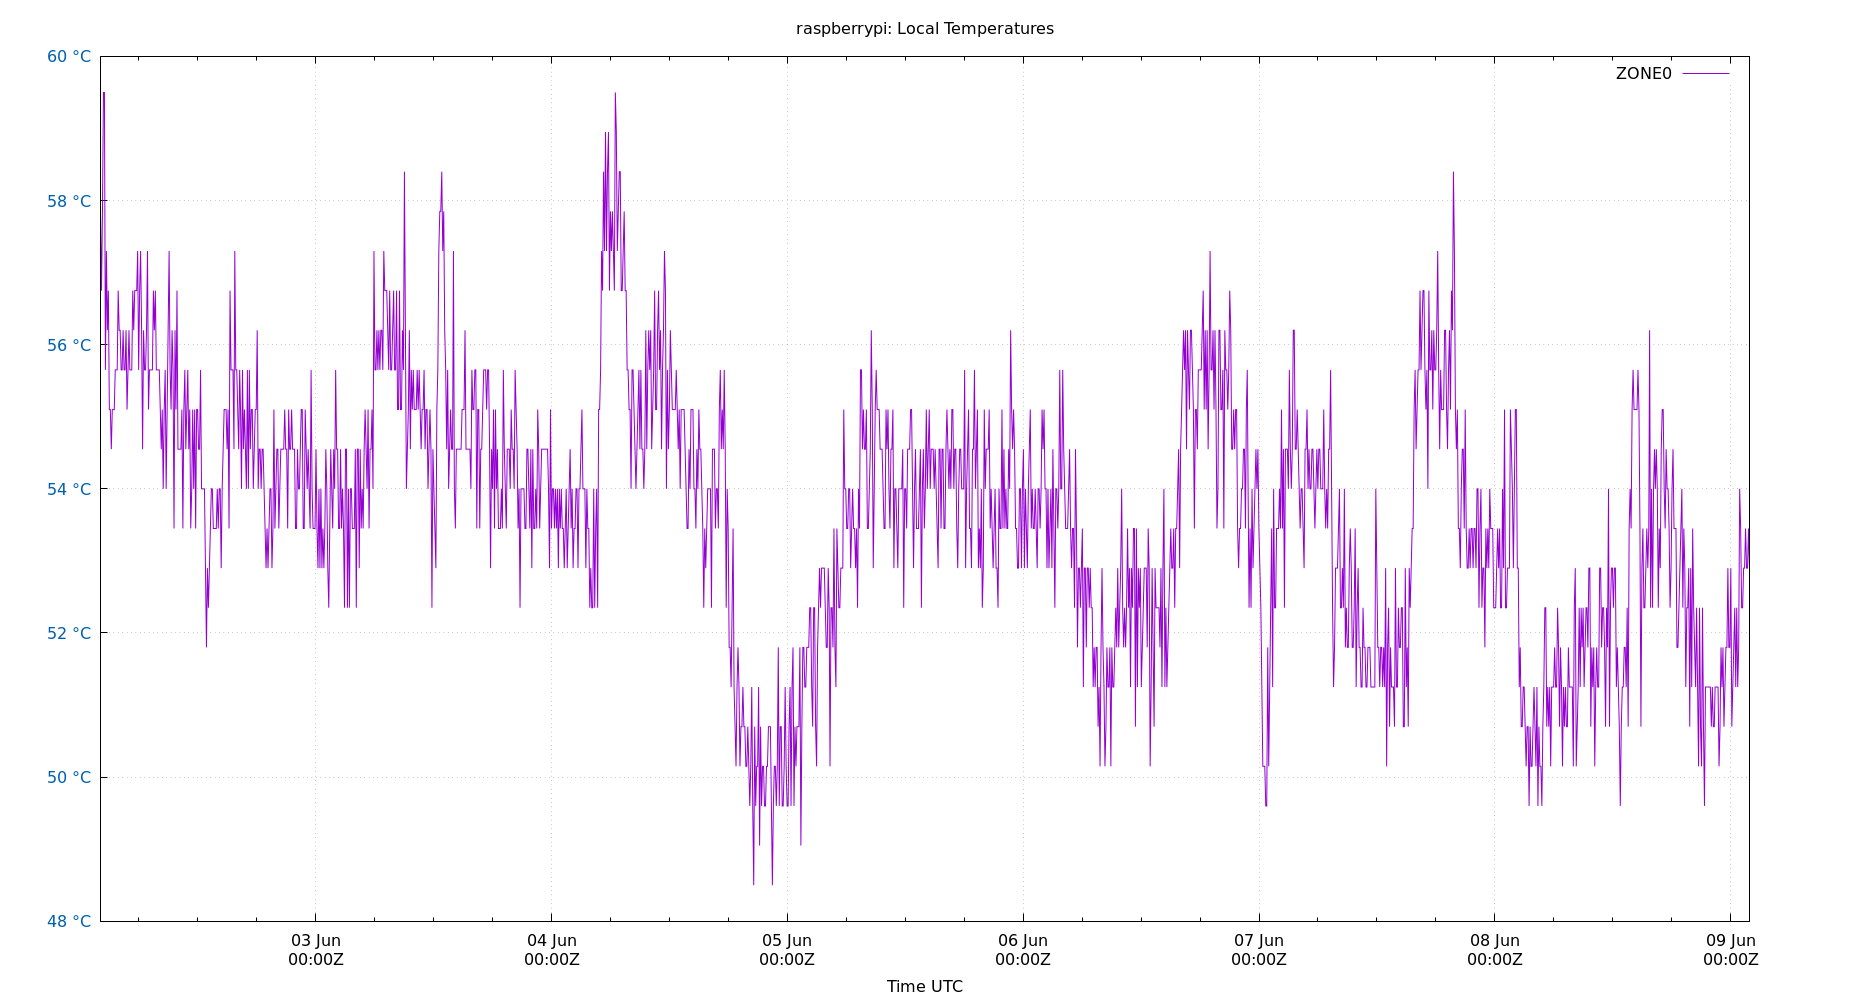 raspberrypi: Local Temperatures
60 °C
ZONE0
58 °C
56 °C
54 °C
52 °C
50 °C
48 °C
03 Jun 04 Jun 05 Jun 06 Jun 07 Jun 08 Jun 09 Jun
00:00Z 00:00Z 00:00Z 00:00Z 00:00Z 00:00Z 00:00Z
Time UTC